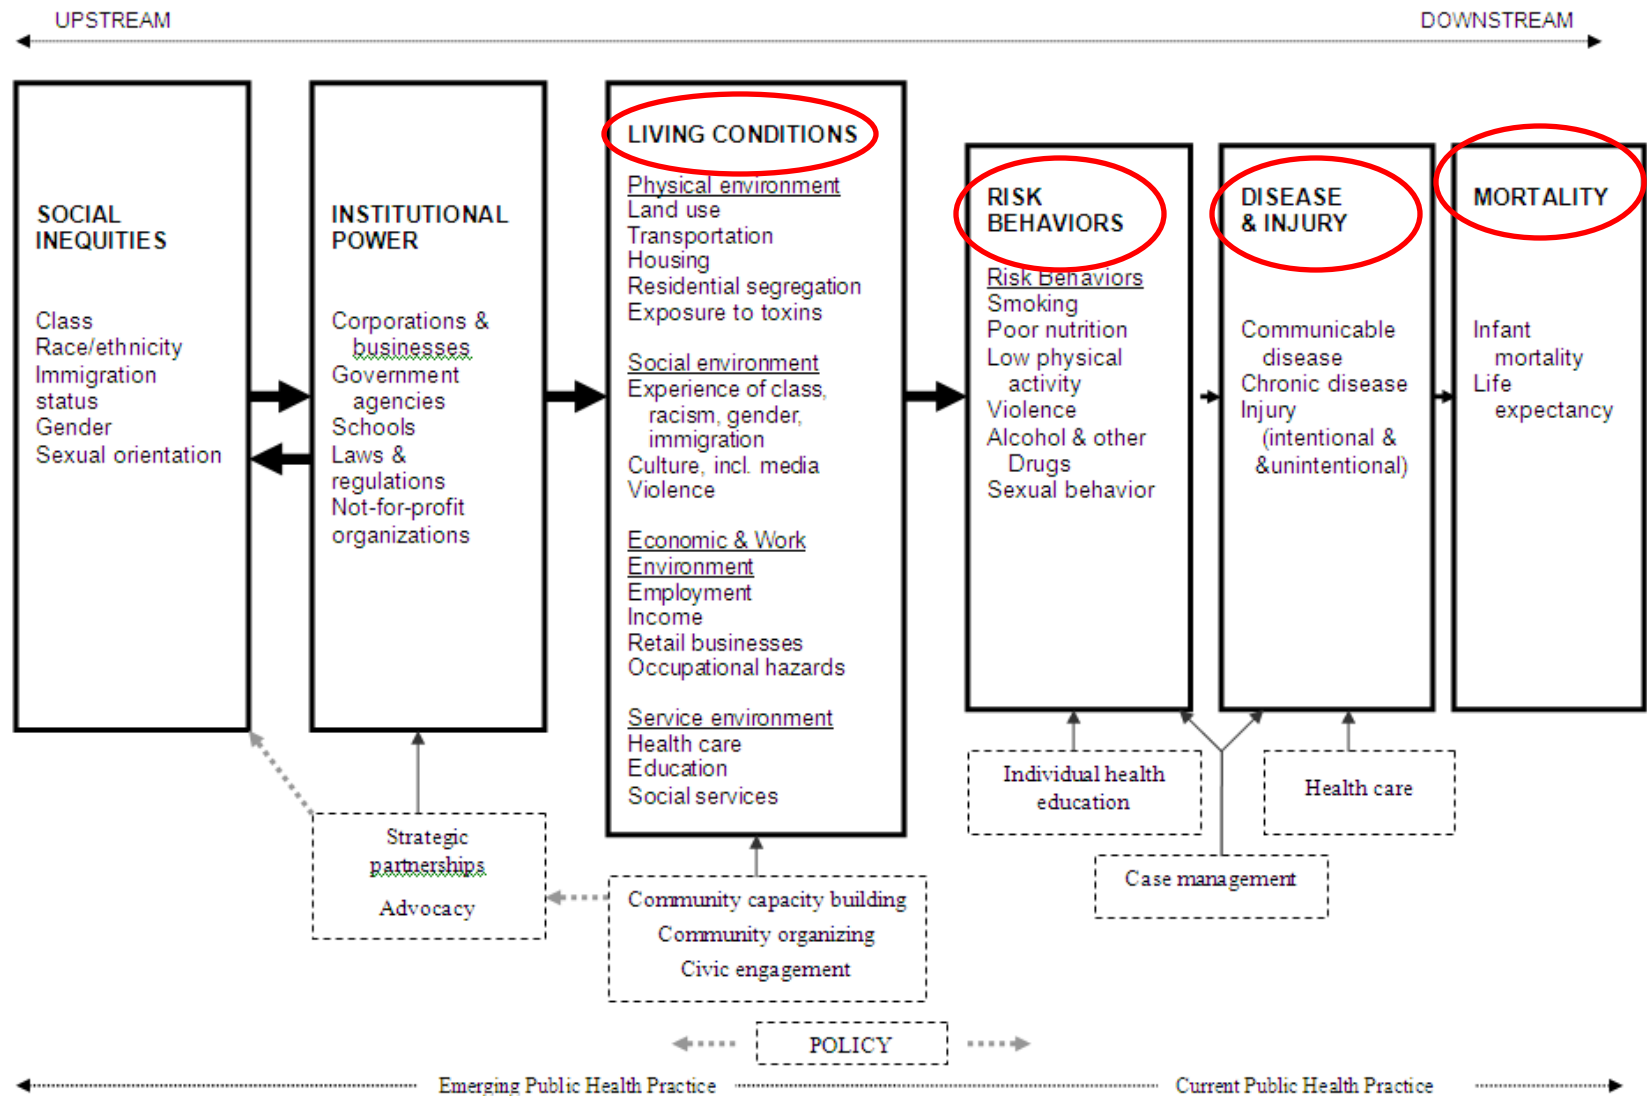 UPSTREAM
DOWNSTREAM
SOCIAL
INEQUITIES
Class
Race/ethnicity
Immigration
status
Gender
Sexual orientation
INSTITUTIONAL
POWER
Corporations &
businesses
Government
agencies
Schools
Laws &
regulations
Not-for-profit
organizations
LIVING CONDITIONS
Physical environment
Land use
Transportation
Housing
Residential segregation
Exposure to toxins
Social environment
Experience of class,
racism, gender,
immigration
Culture, incl. media
Violence
Economic & Work
Environment
Employment
Income
Retail businesses
Occupational hazards
Service environment
Health care
Education
Social services
RISK
BEHAVIORS
Risk Behaviors
Smoking
Poor nutrition
Low physical
activity
Violence
Alcohol & other
Drugs
Sexual behavior
DISEASE
& INJURY
Communicable
disease
Chronic disease
Injury
(intentional &
&unintentional)
MORTALITY
Infant
mortality
Life
expectancy
Strategic
partnerships
Advocacy
Community capacity building
Community organizing
Civic engagement
Individual health
education
Case management
Health care
POLICY
Emerging Public Health Practice
Current Public Health Practice